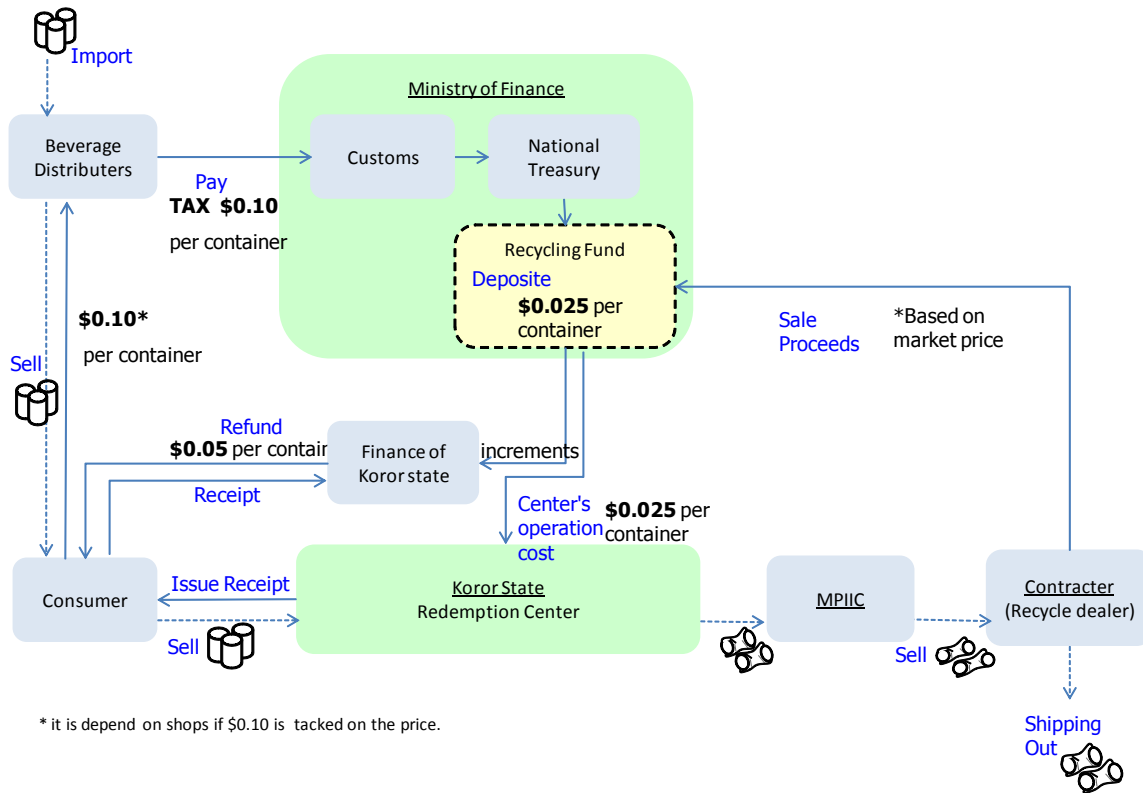 Import
Ministry of Finance
Beverage
Distributers
Customs
National
Treasury
Pay
TAX $0.10
per container
Recycling Fund
Deposite
$0.025 per
container
$0.10*
per container
Sale
Proceeds
*Based on
market price
Sell
Refund
$0.05 per contain
Finance of
Koror state
increments
Receipt
Center's
operation
cost
$0.025 per
container
Consumer
Issue Receipt
Sell
Koror State
Redemption Center
MPIIC
Sell
Contracter
(Recycle dealer)
* it is depend on shops if $0.10 is tacked on the price.
Shipping
Out